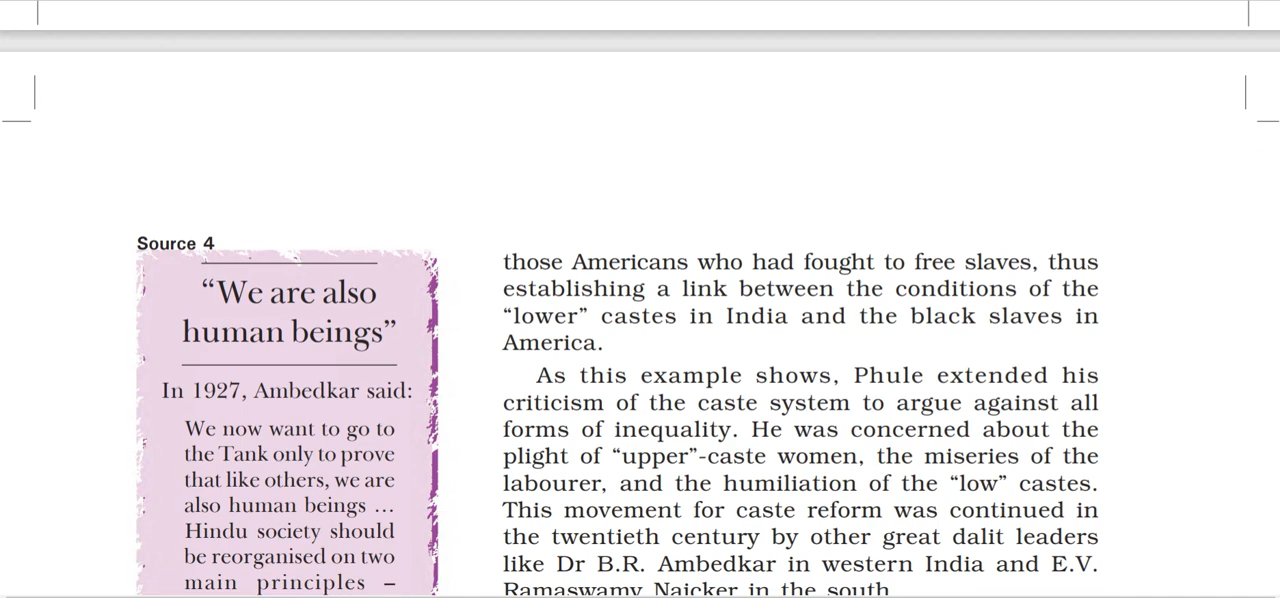 Source 4
“We are also
human beings”
In 1927, Ambedkar said:
We now want to go to
the Tank only to prove
that like others, we are
also human beings …
Hindu society should
be reorganised on two
main principles –
those Americans who had fought to free slaves, thus
establishing a link between the conditions of the
“lower” castes in India and the black slaves in
America.
As this example shows, Phule extended his
criticism of the caste system to argue against all
forms of inequality. He was concerned about the
plight of “upper”-caste women, the miseries of the
labourer, and the humiliation of the “low” castes.
This movement for caste reform was continued in
the twentieth century by other great dalit leaders
like Dr B.R. Ambedkar in western India and E.V.
Ramaswamy Naicker in the south